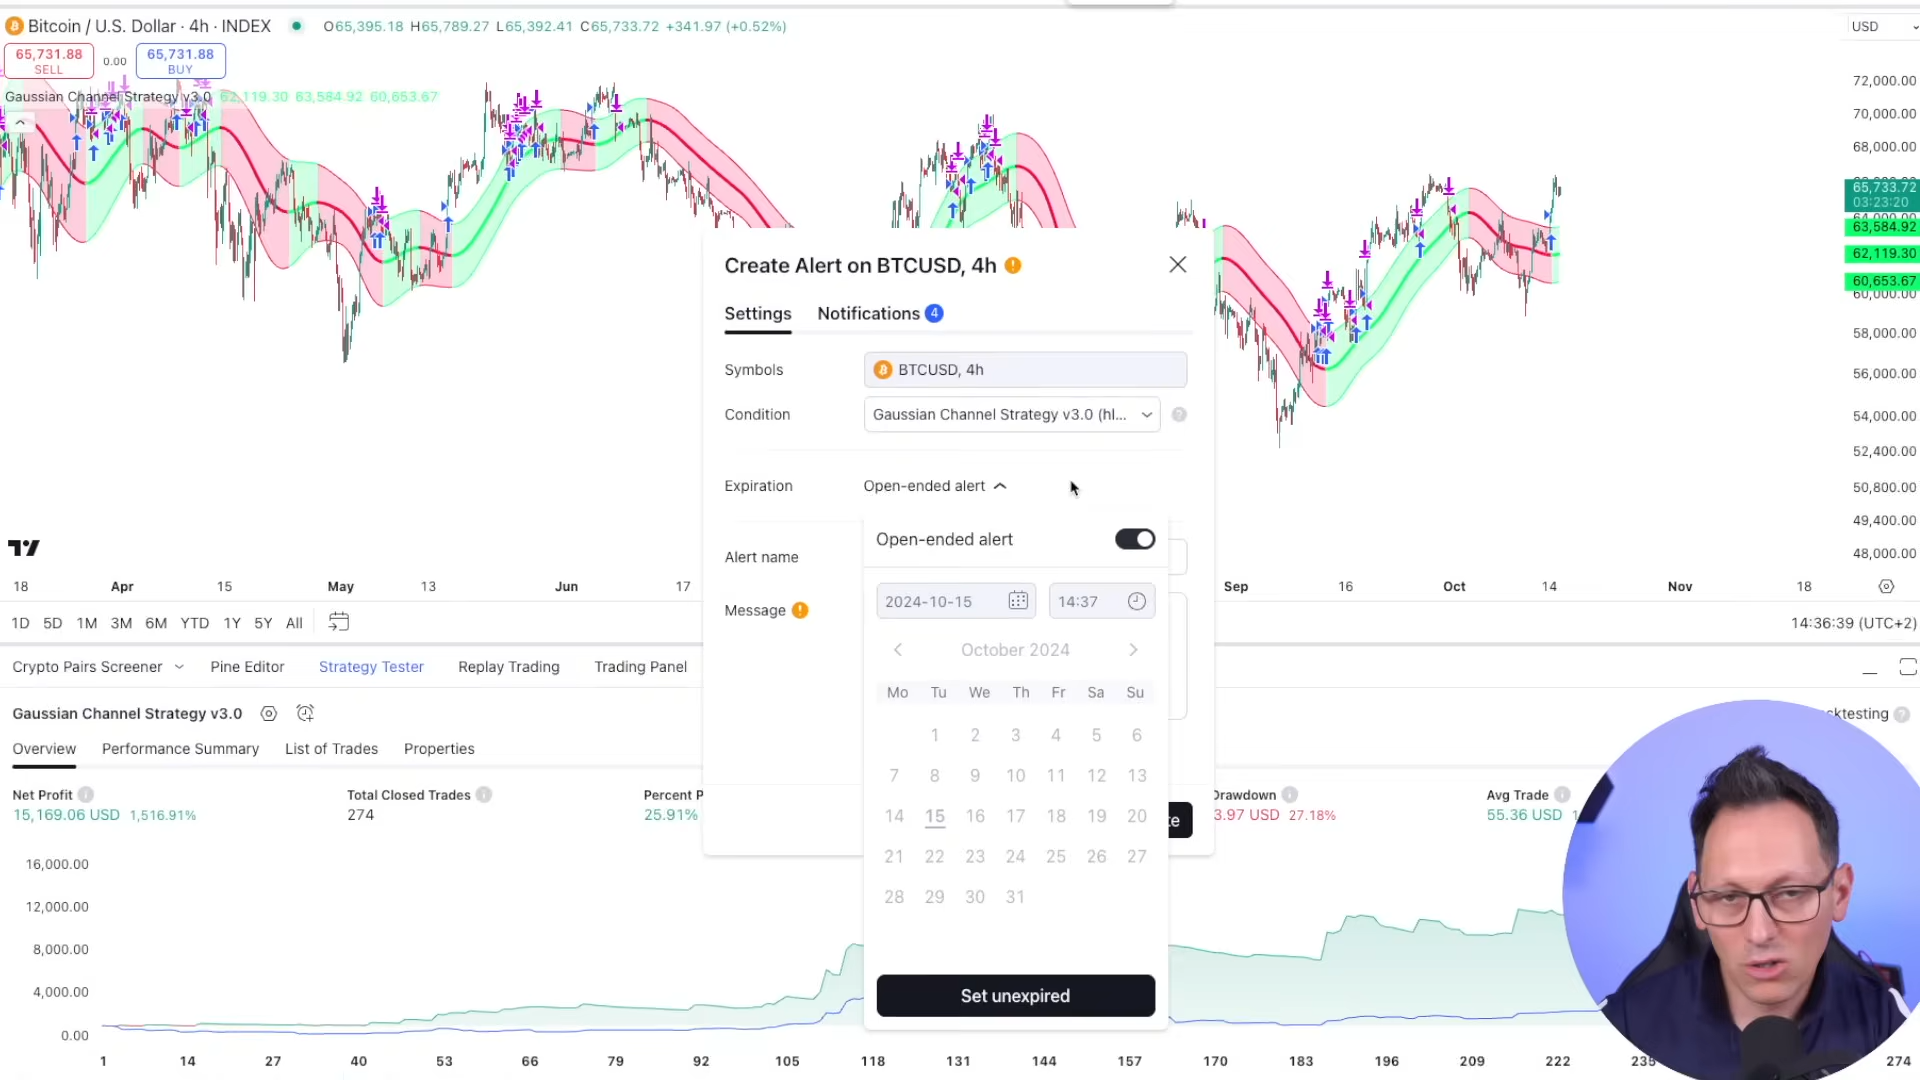 Bitcoin / U.S. Dollar · 4h · INDEX O65,395.18 H65,789.27 L65,392.41 C65,733.72 +341.97 (+0.52%)
USD
65,731.88
SELL
0.00
65,731.88
BUY
Gaussian Channel Strategy v3.0 62,119.30 63,584.92 60,653.67
72,000.00
70,000.00
68,000.00
65,733.72
03:23:20
64,000.00
63,584.92
62,119.30
60,653.67
60,000.00
58,000.00
56,000.00
54,000.00
52,400.00
50,800.00
49,400.00
48,000.00
Create Alert on BTCUSD, 4h
Settings
Notifications 4
Symbols
BTCUSD, 4h
Condition
Gaussian Channel Strategy v3.0 (hl...
Expiration
Open-ended alert
Open-ended alert
Alert name
2024-10-15
14:37
Message
October 2024
Mo Tu We Th Fr Sa Su
1 2 3 4 5 6
7 8 9 10 11 12 13
14 15 16 17 18 19 20
21 22 23 24 25 26 27
28 29 30 31
Set unexpired
te
18 Apr 15 May 13 Jun 17 Sep 16 Oct 14 Nov 18
1D 5D 1M 3M 6M YTD 1Y 5Y All
14:36:39 (UTC+2)
Crypto Pairs Screener Pine Editor Strategy Tester Replay Trading Trading Panel
Gaussian Channel Strategy v3.0
cktesting
Overview Performance Summary List of Trades Properties
Net Profit
15,169.06 USD 1,516.91%
Total Closed Trades
274
Percent P
25.91%
Drawdown
3.97 USD 27.18%
Avg Trade
55.36 USD 1
16,000.00
12,000.00
8,000.00
4,000.00
0.00
1 14 27 40 53 66 79 92 105 118 131 144 157 170 183 196 209 222 235 274